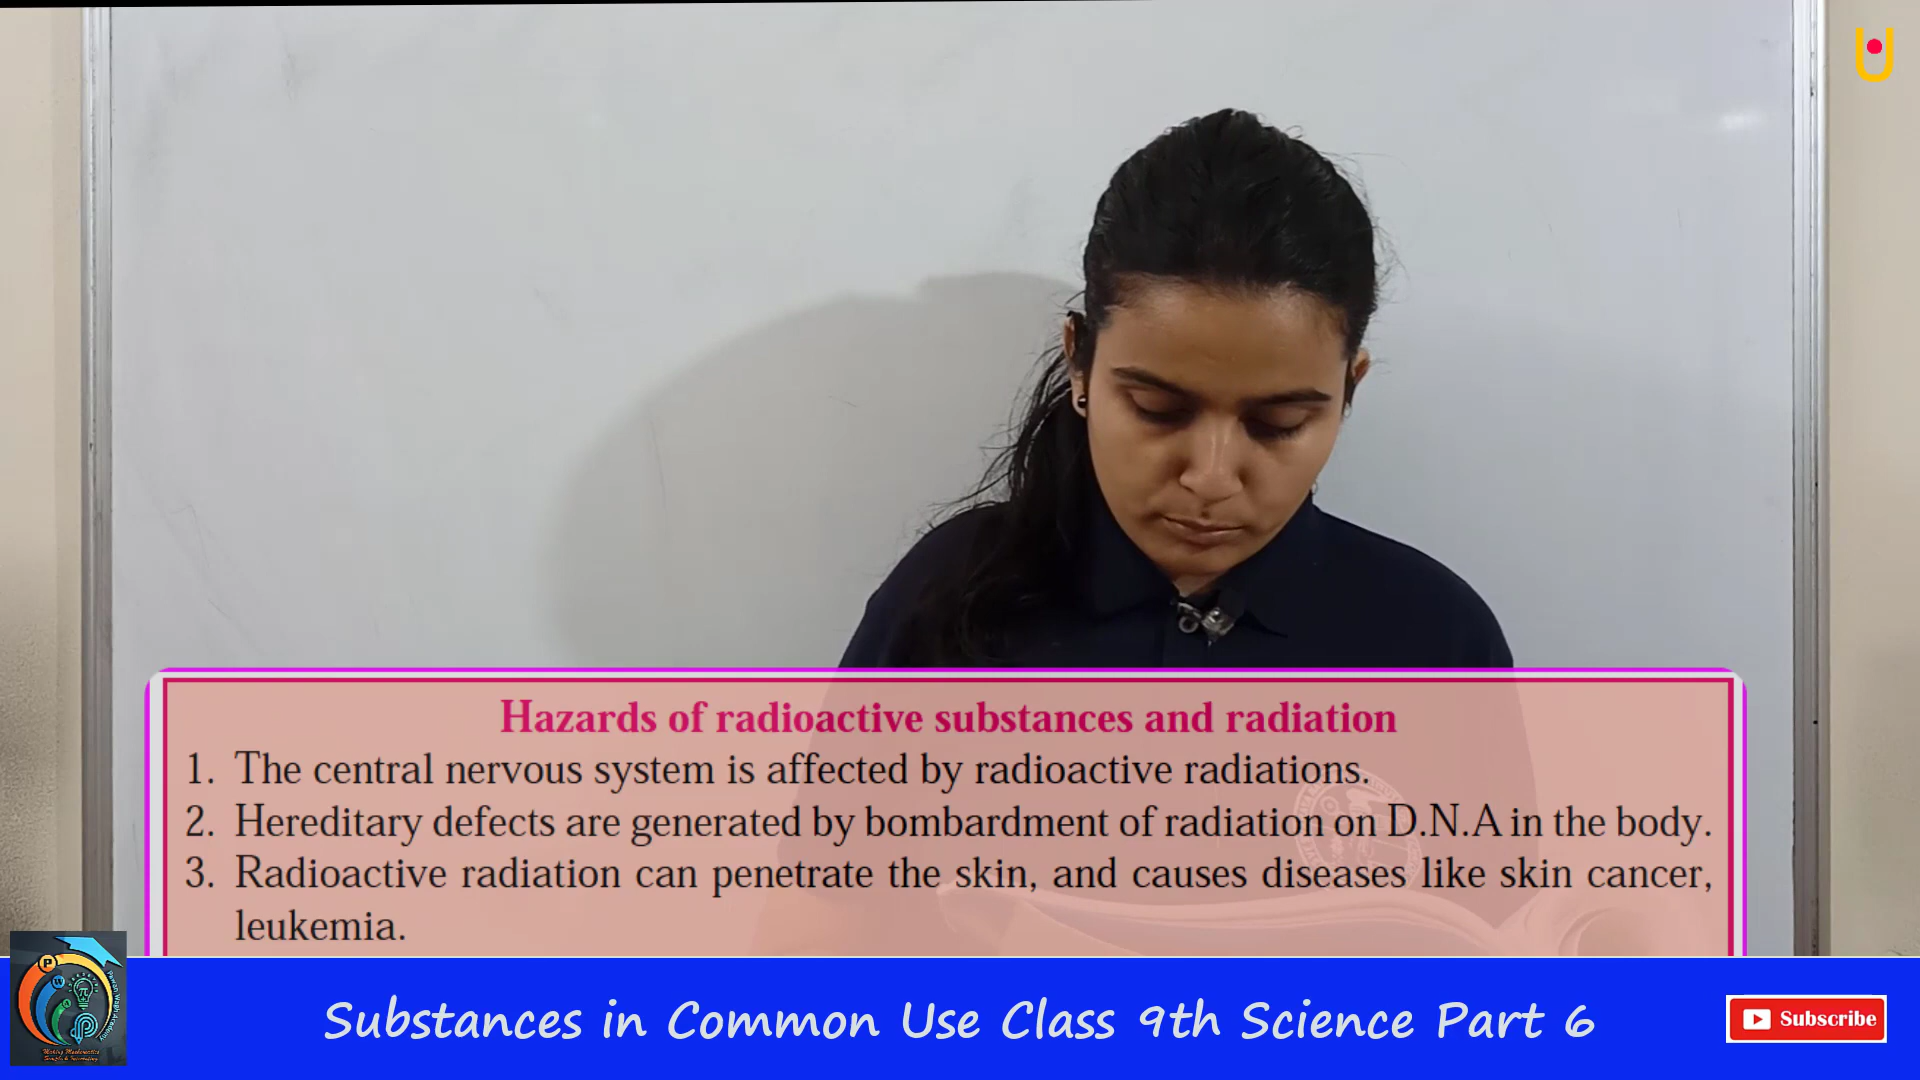 Hazards of radioactive substances and radiation
1. The central nervous system is affected by radioactive radiations.
2. Hereditary defects are generated by bombardment of radiation on D.N.A in the body.
3. Radioactive radiation can penetrate the skin, and causes diseases like skin cancer,
leukemia.
Substances in Common Use Class 9th Science Part 6
Subscribe